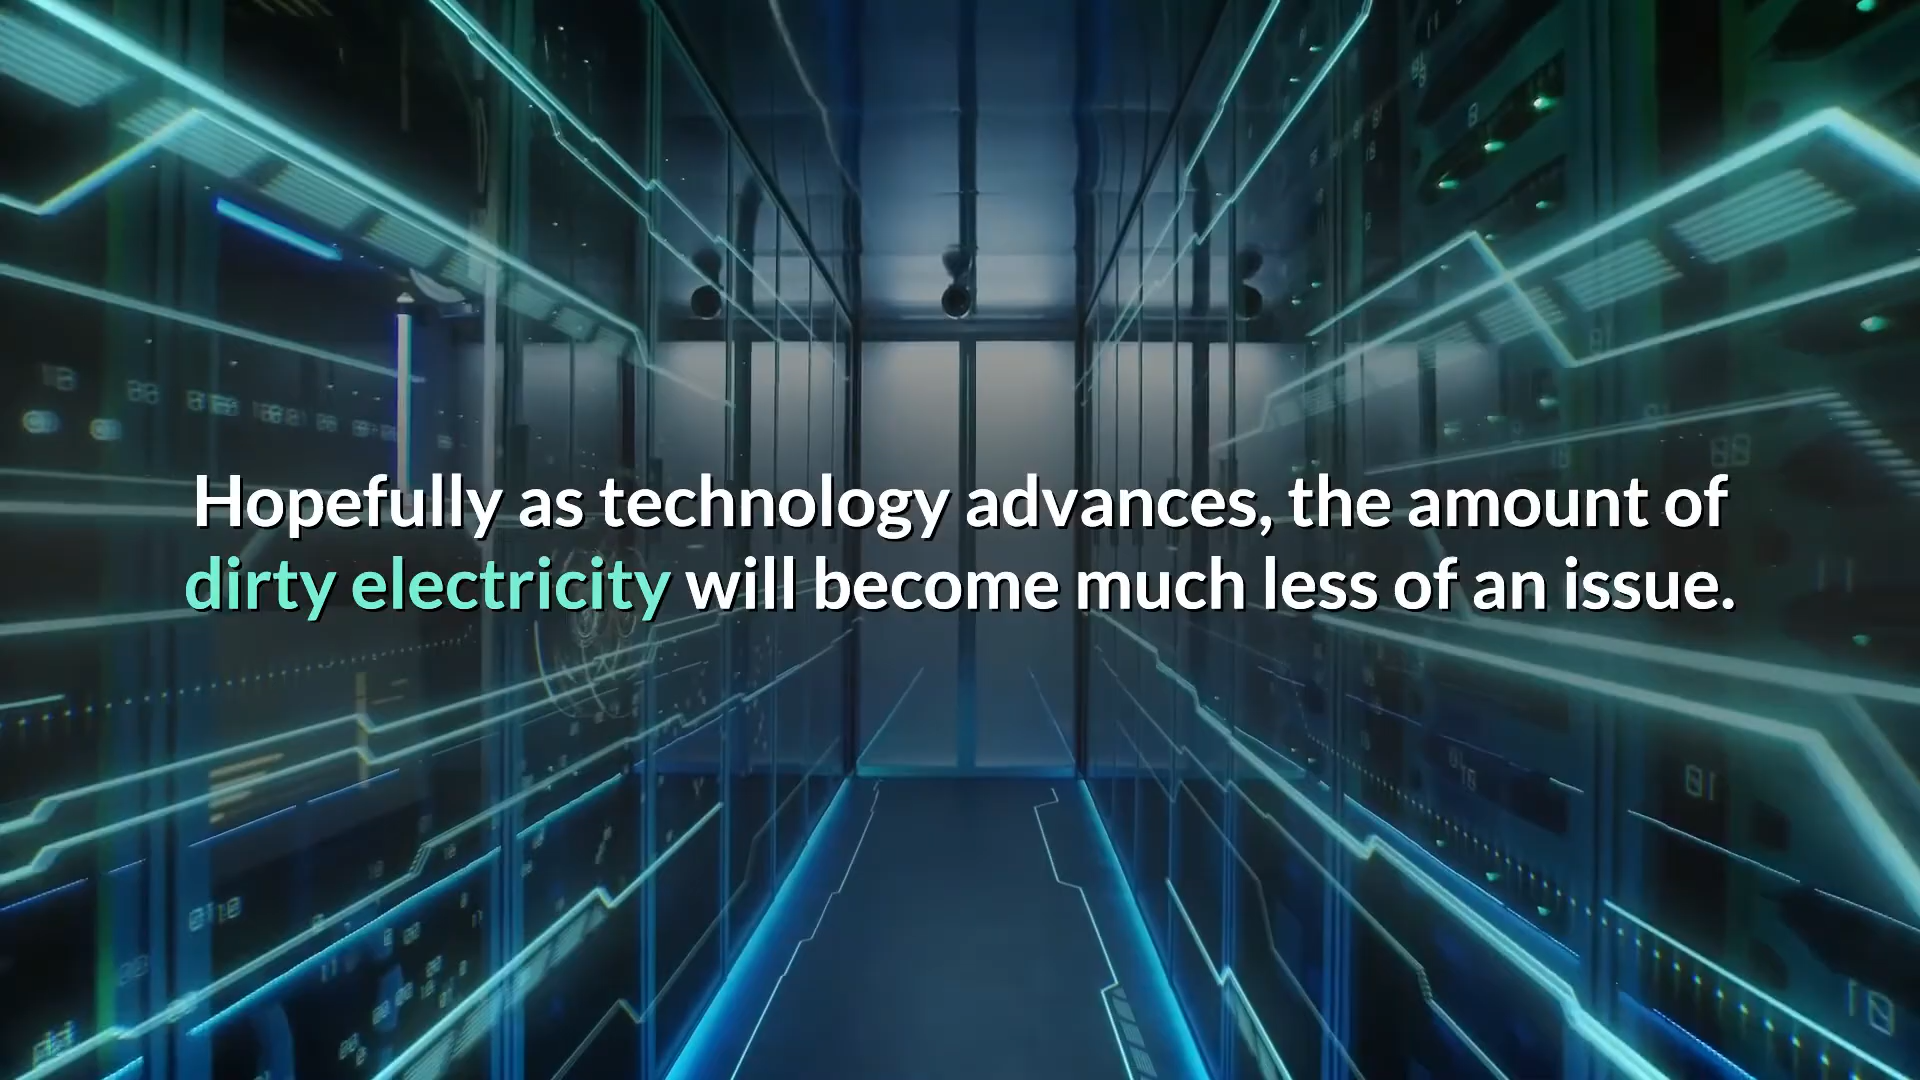 Hopefully as technology advances, the amount of
dirty electricity will become much less of an issue.